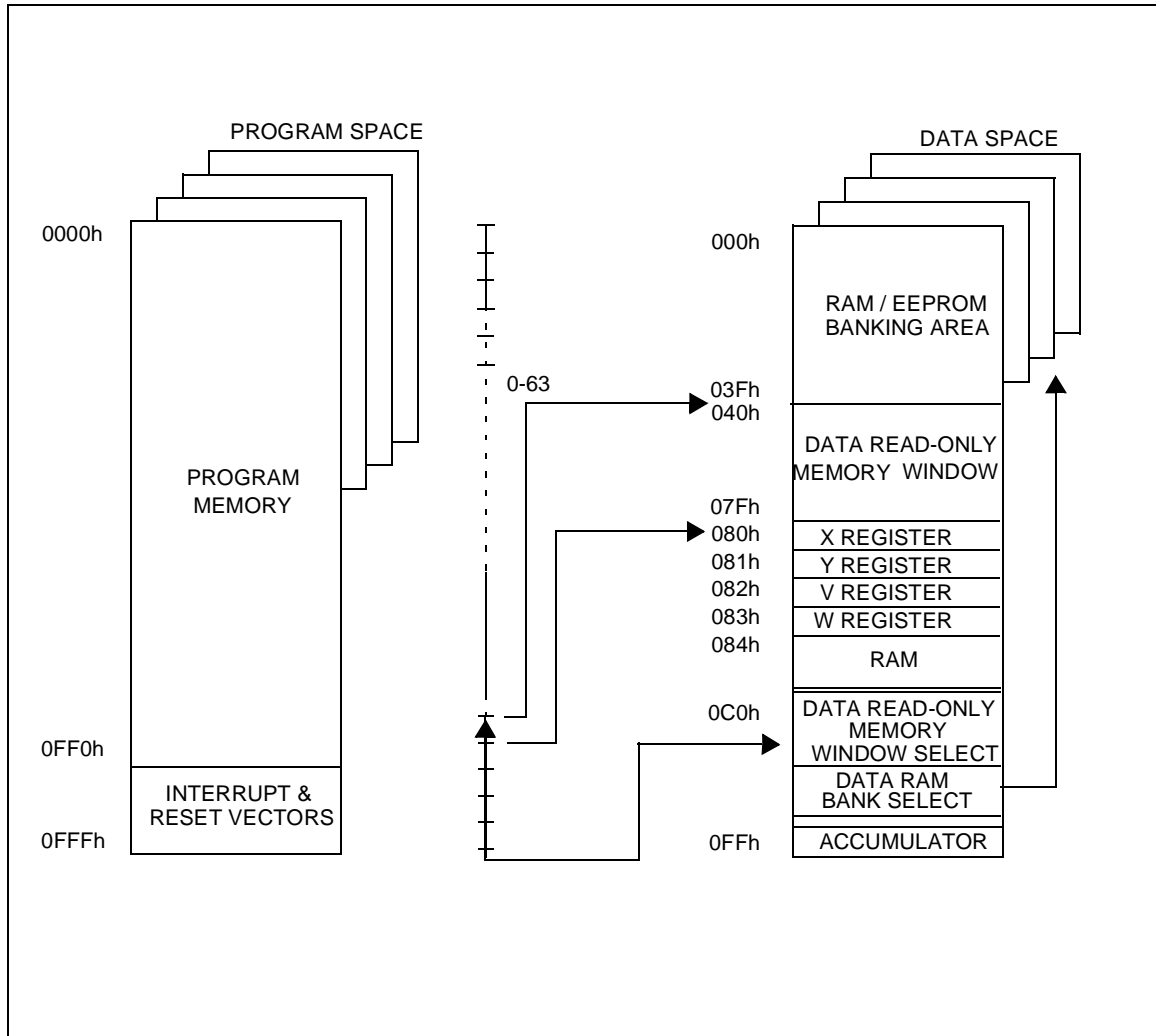 PROGRAM SPACE
0000h
PROGRAM
MEMORY
0FF0h
INTERRUPT &
RESET VECTORS
0FFFh
0-63
DATA SPACE
000h
RAM / EEPROM
BANKING AREA
03Fh
040h
DATA READ-ONLY
MEMORY WINDOW
07Fh
080h
X REGISTER
081h
Y REGISTER
082h
V REGISTER
083h
W REGISTER
084h
RAM
0C0h
DATA READ-ONLY
MEMORY
WINDOW SELECT
DATA RAM
BANK SELECT
0FFh
ACCUMULATOR